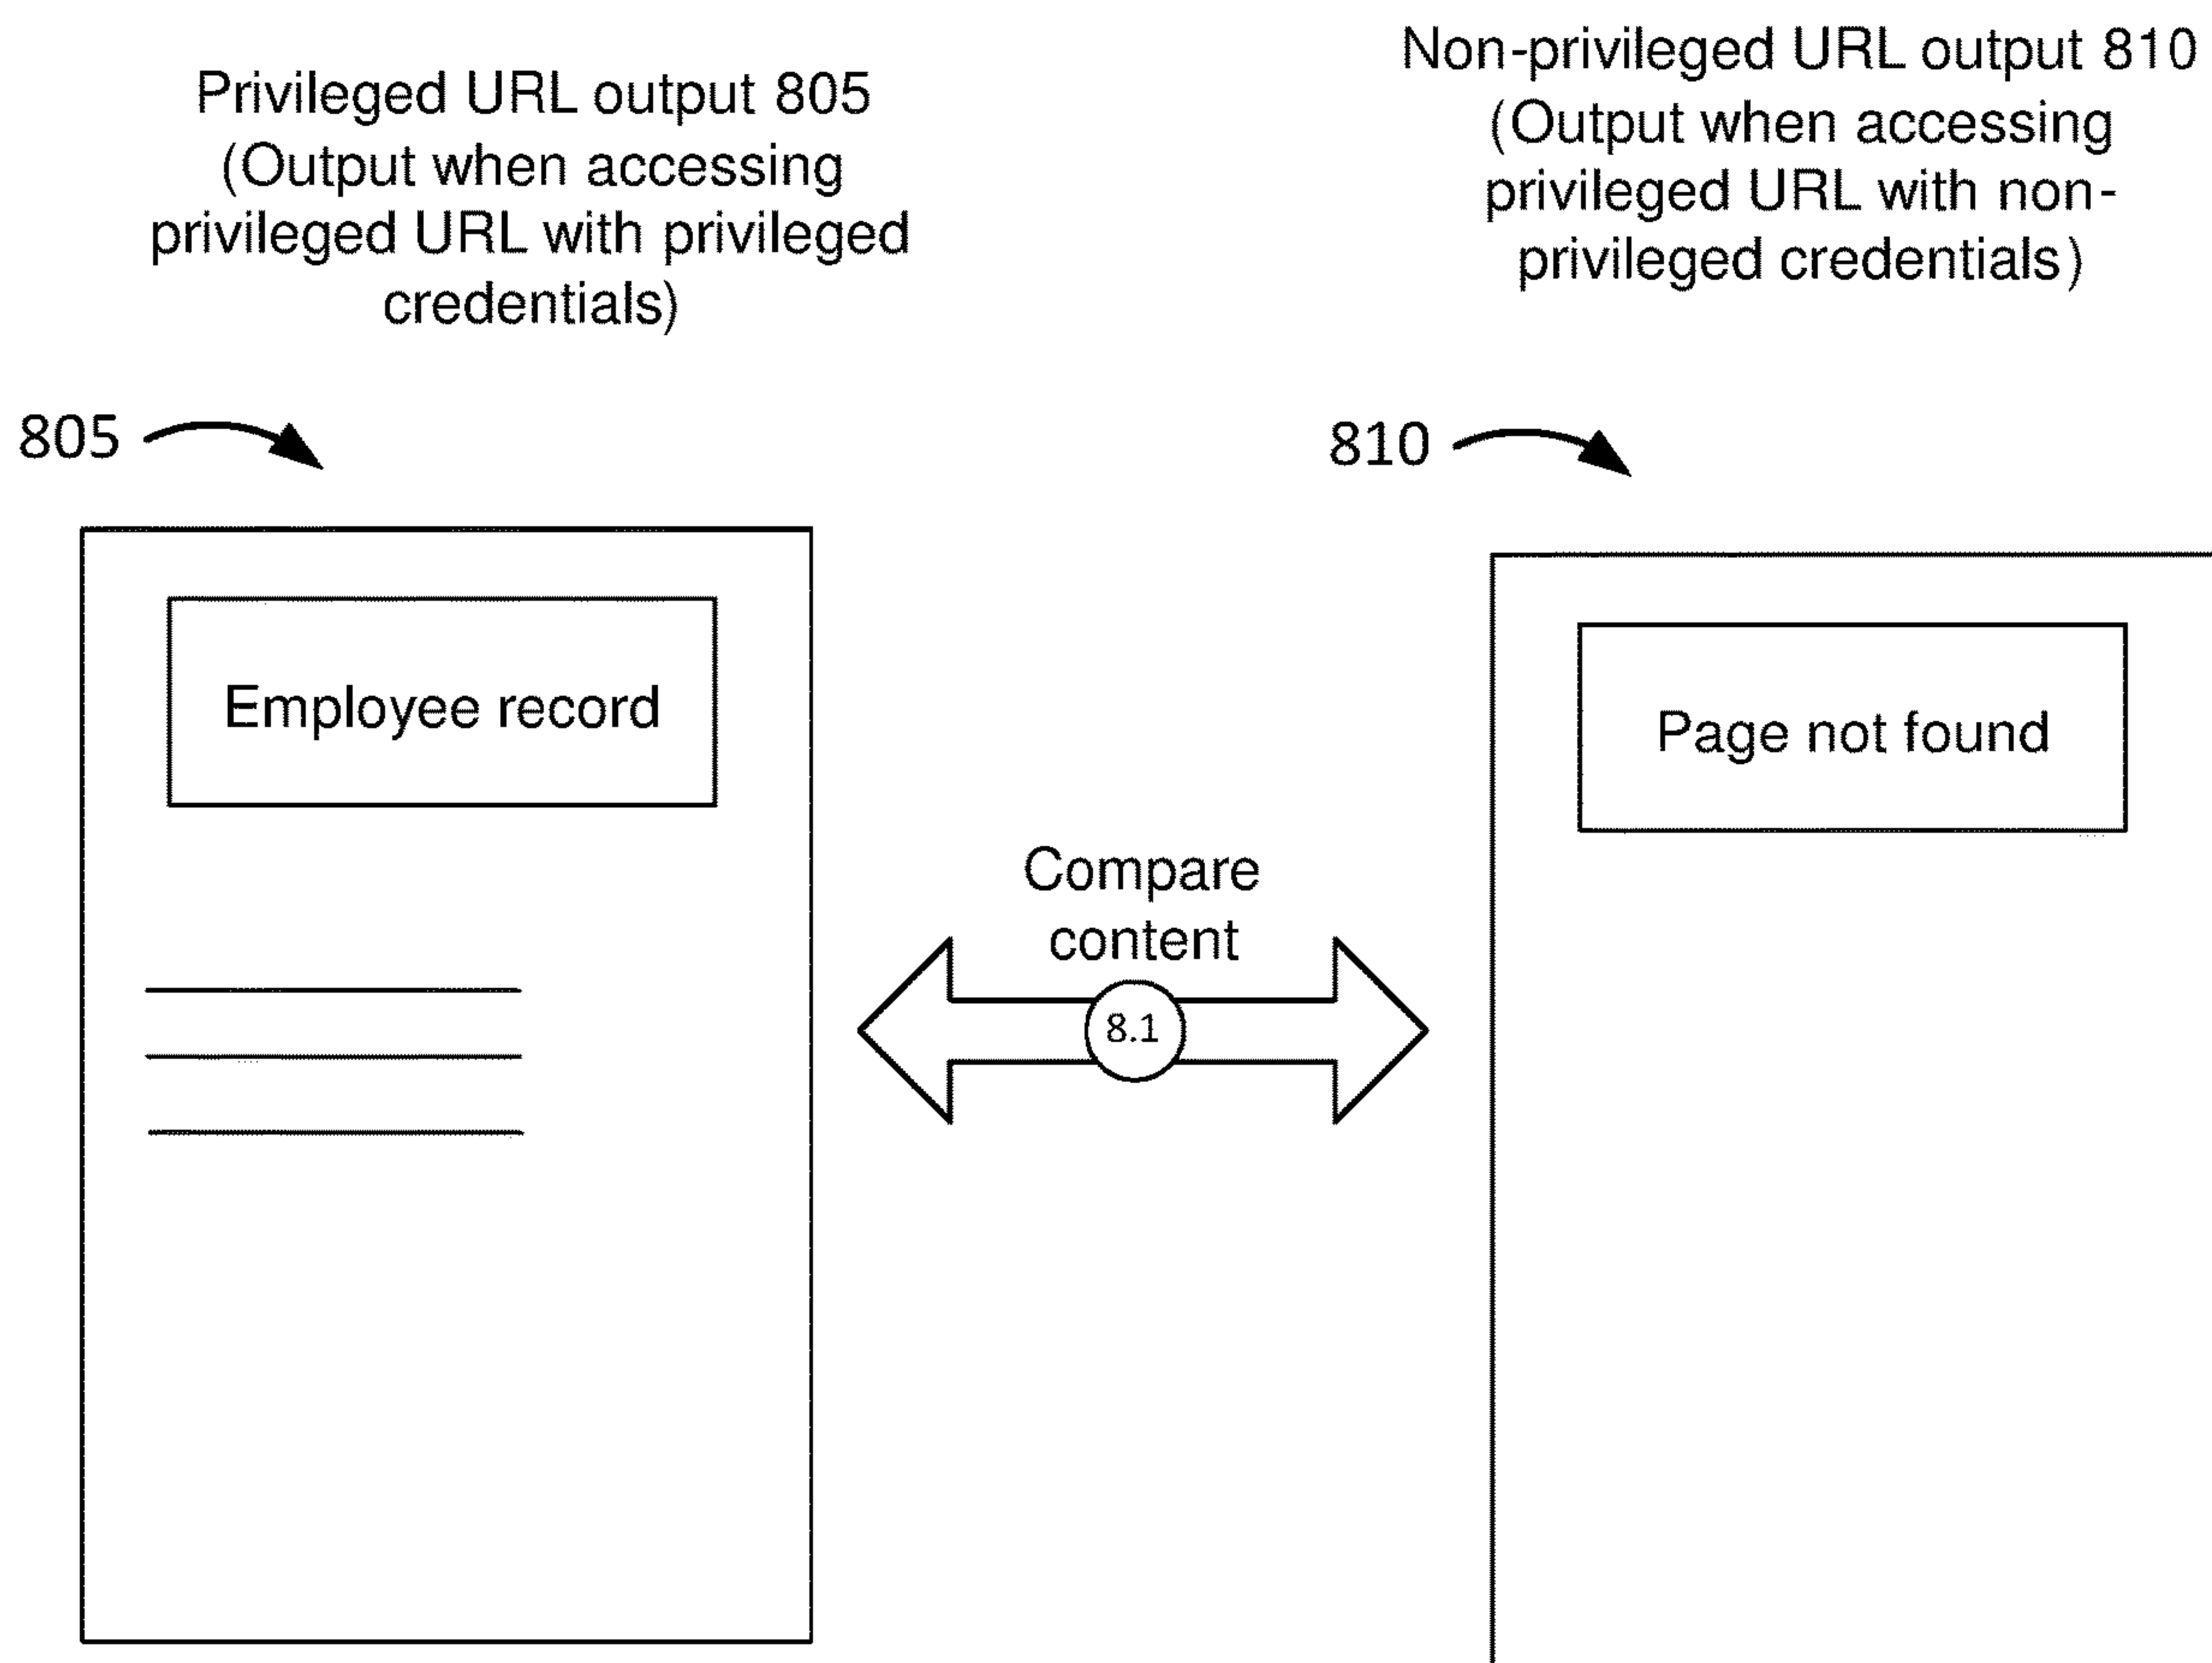 Privileged URL output 805
(Output when accessing
privileged URL with privileged
credentials)
Non-privileged URL output 810
(Output when accessing
privileged URL with non-
privileged credentials)
805
810
Employee record
Page not found
Compare
content
8.1